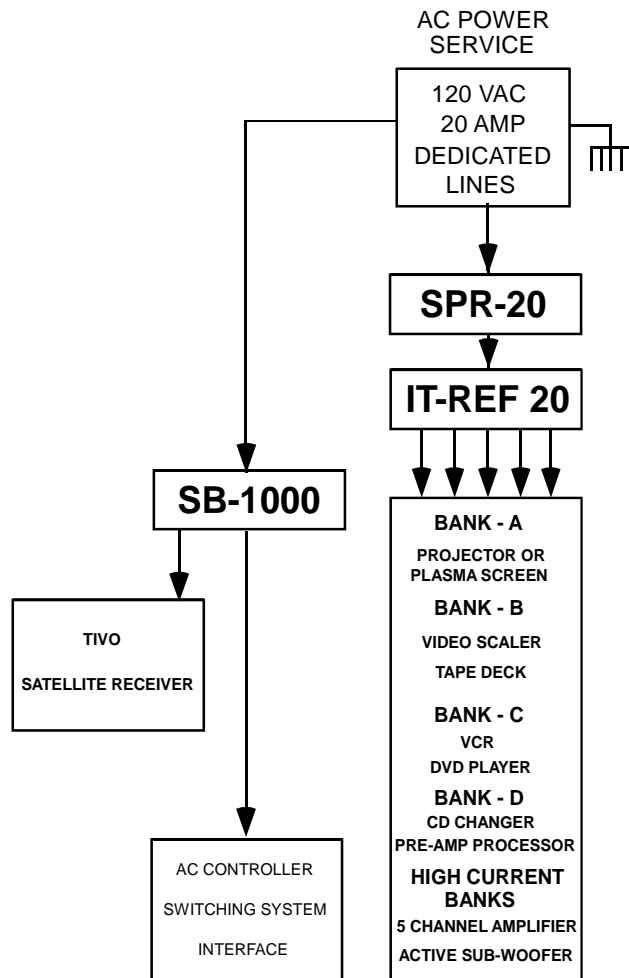 AC POWER
SERVICE
120 VAC
20 AMP
DEDICATED
LINES
SPR-20
IT-REF 20
SB-1000
TIVO
SATELLITE RECEIVER
AC CONTROLLER
SWITCHING SYSTEM
INTERFACE
BANK - A
PROJECTOR OR
PLASMA SCREEN
BANK - B
VIDEO SCALER
TAPE DECK
BANK - C
VCR
DVD PLAYER
BANK - D
CD CHANGER
PRE-AMP PROCESSOR
HIGH CURRENT
BANKS
5 CHANNEL AMPLIFIER
ACTIVE SUB-WOOFER